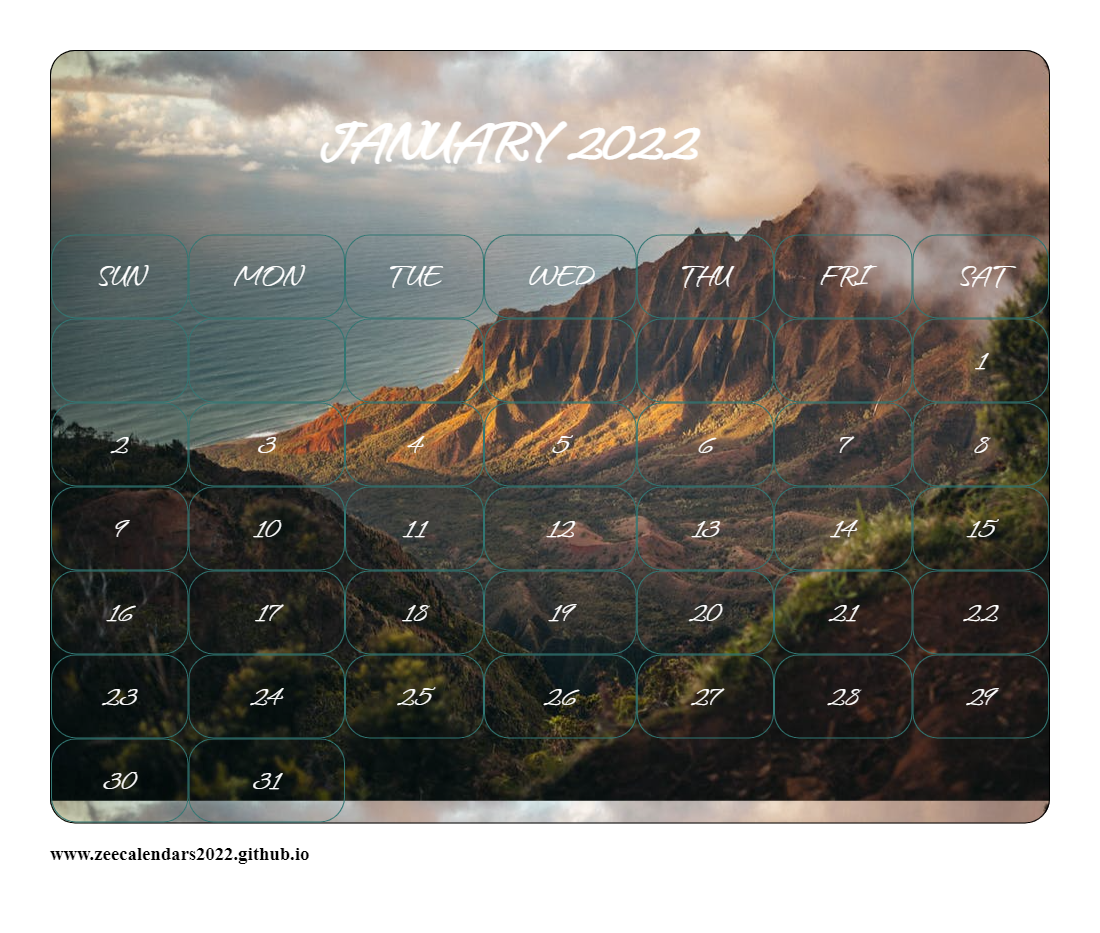 JANUARY 2022
SUN MON TUE WED THU FRI SAT
1
2 3 4 5 6 7 8
9 10 11 12 13 14 15
16 17 18 19 20 21 22
23 24 25 26 27 28 29
30 31
www.zeecalendars2022.github.io